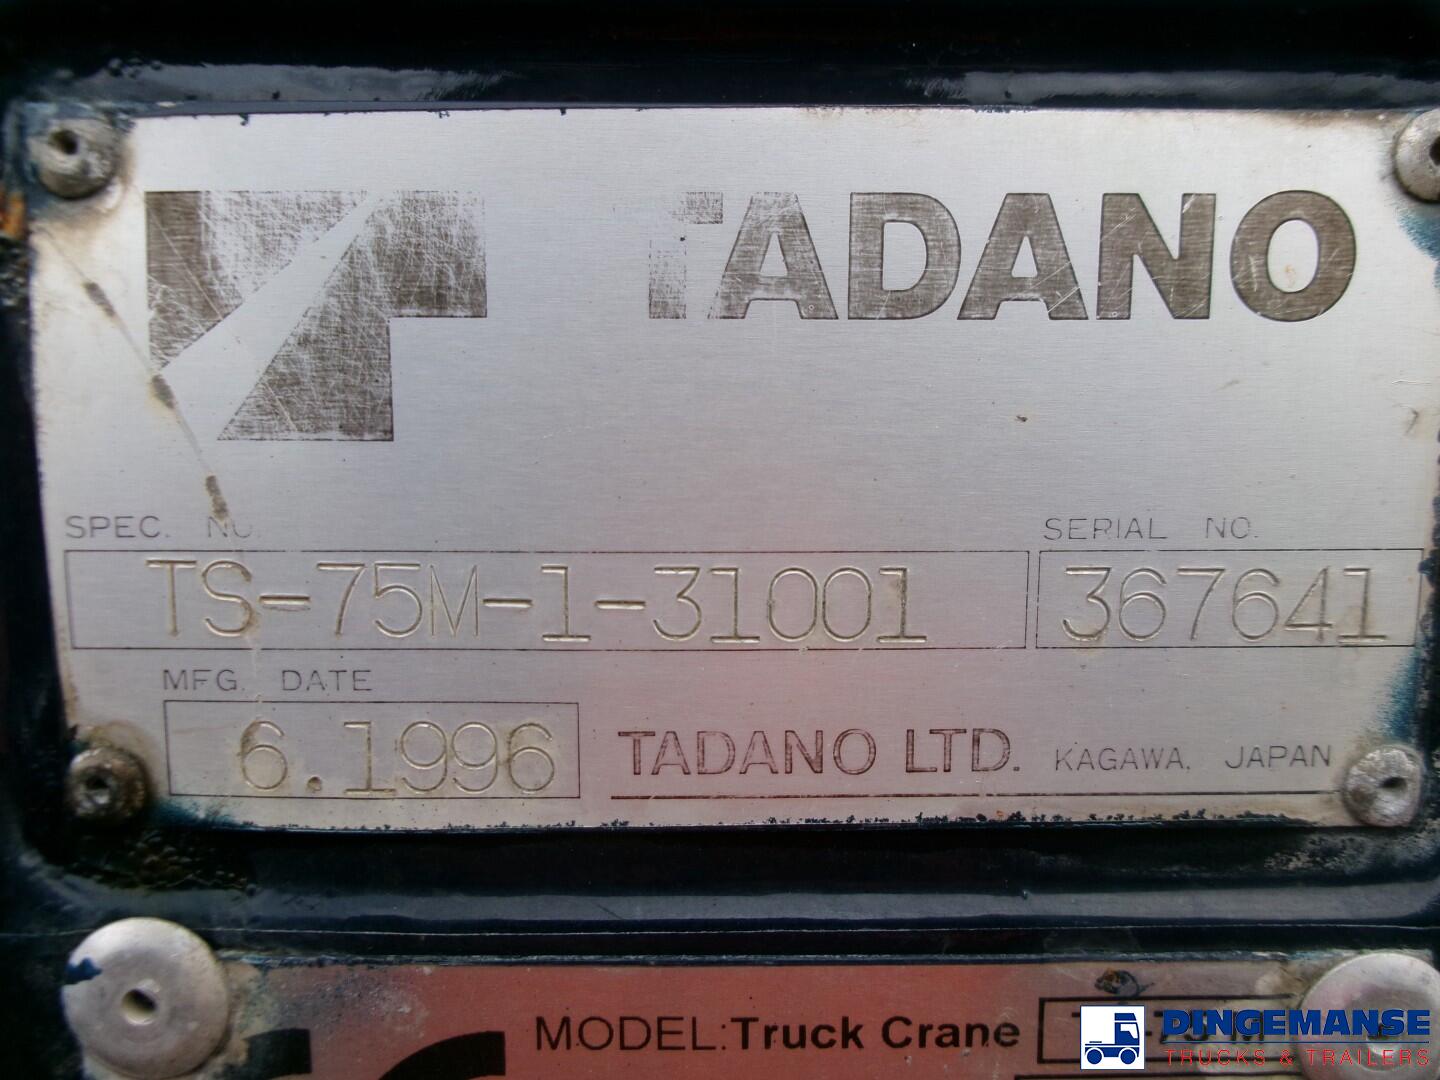 TADANO
SPEC. NO.
SERIAL NO.
TS-75M-1-31001
367641
MFG. DATE
6.1996
TADANO LTD. KAGAWA, JAPAN
MODEL: Truck Crane
DINGEMANSE
TRUCKS & TRAILERS